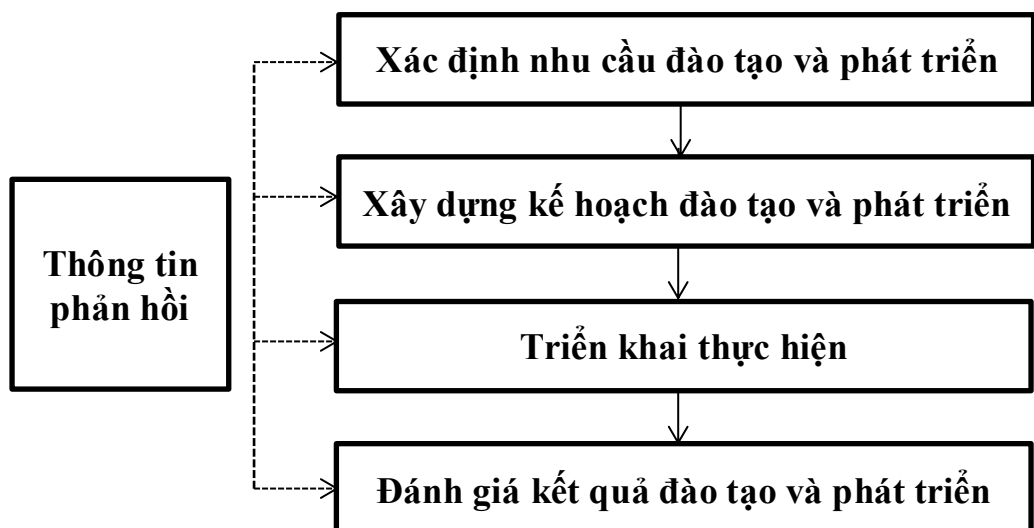 Xác định nhu cầu đào tạo và phát triển
Xây dựng kế hoạch đào tạo và phát triển
Thông tin
phản hồi
Triển khai thực hiện
Đánh giá kết quả đào tạo và phát triển